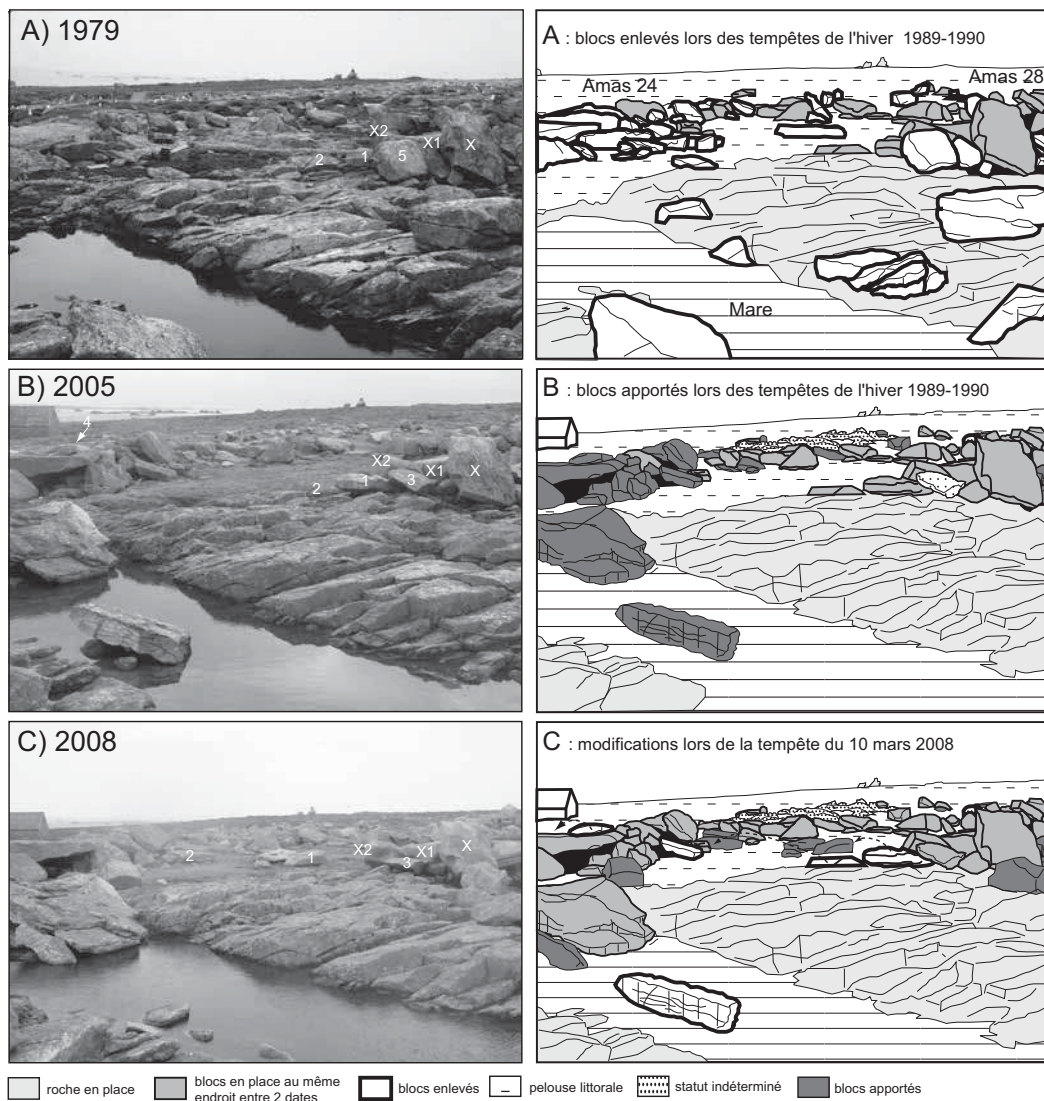 A) 1979
X2
X1
X
2
1
5
A : blocs enlevés lors des tempêtes de l'hiver 1989-1990
Amas 24
Amas 28
Mare
B) 2005
4
X2
X1
X
2
1
3
B : blocs apportés lors des tempêtes de l'hiver 1989-1990
C) 2008
2
1
X2
X1
X
3
C : modifications lors de la tempête du 10 mars 2008
roche en place
blocs en place au même
endroit entre 2 dates
blocs enlevés
pelouse littorale
statut indéterminé
blocs apportés